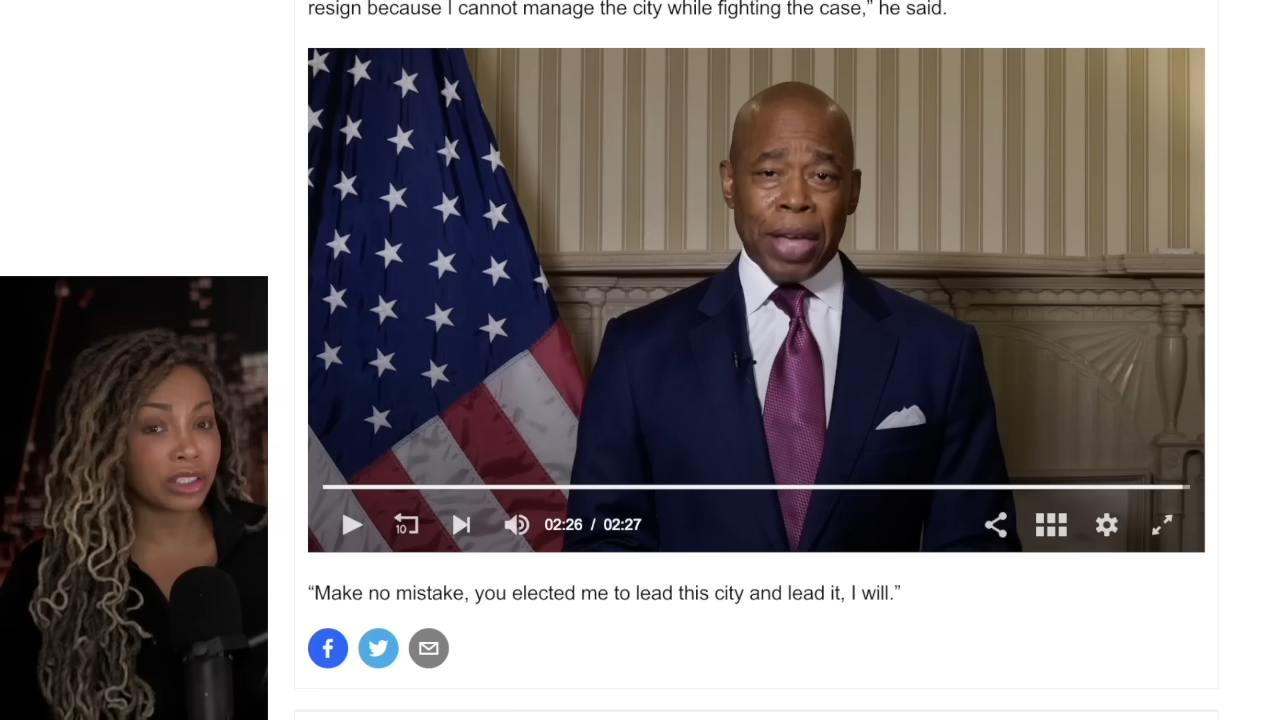 resign because I cannot manage the city while fighting the case,” he said.
10
02:26 / 02:27
“Make no mistake, you elected me to lead this city and lead it, I will.”
f